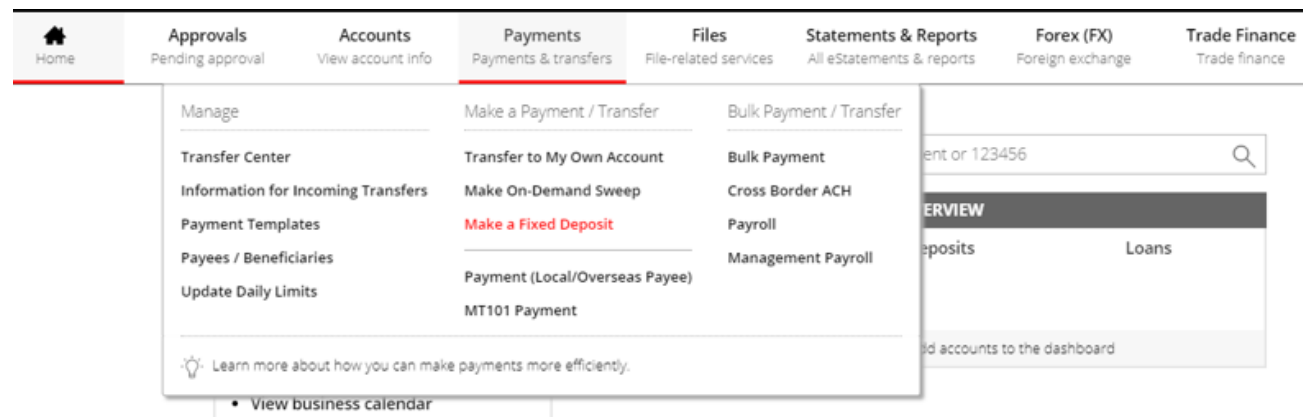 Home
Approvals
Pending approval
Accounts
View account info
Payments
Payments & transfers
Files
File-related services
Statements & Reports
All eStatements & reports
Forex (FX)
Foreign exchange
Trade Finance
Trade finance
Manage
Transfer Center
Information for Incoming Transfers
Payment Templates
Payees / Beneficiaries
Update Daily Limits
Make a Payment / Transfer
Transfer to My Own Account
Make On-Demand Sweep
Make a Fixed Deposit
Payment (Local/Overseas Payee)
MT101 Payment
Bulk Payment / Transfer
Bulk Payment
Cross Border ACH
Payroll
Management Payroll
Learn more about how you can make payments more efficiently.
ent or 123456
ERVIEW
eposits
Loans
dd accounts to the dashboard
• View business calendar